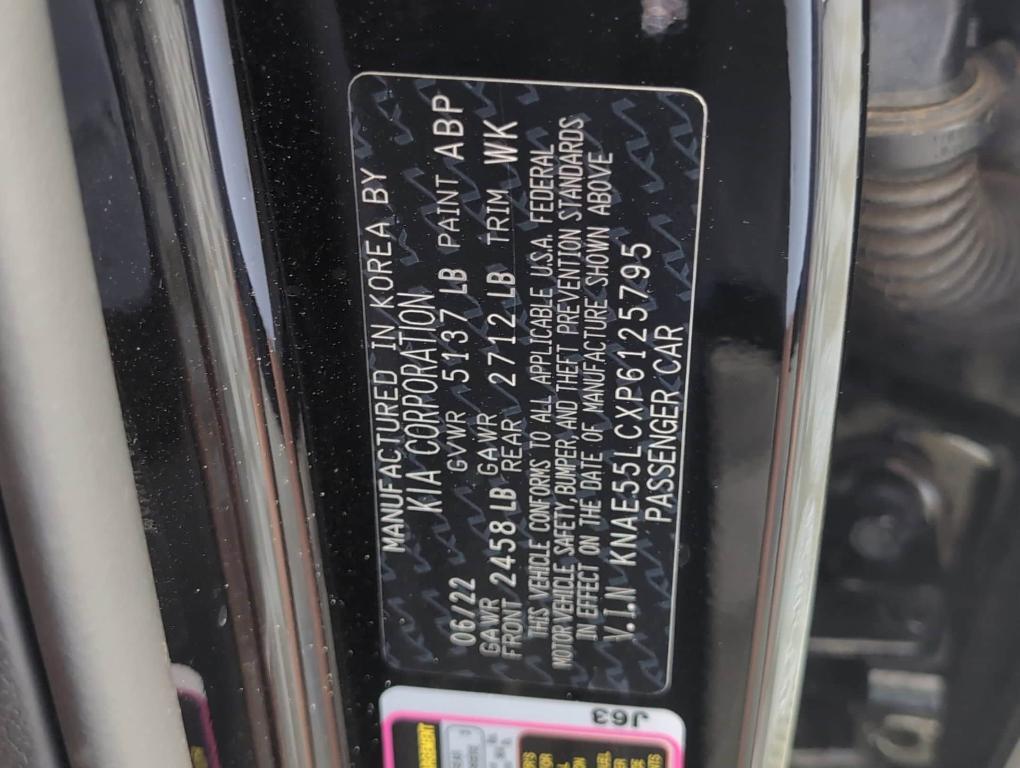 MANUFACTURED IN KOREA BY
KIA CORPORATION
06/22 GVWR 5137 LB PAINT ABP
GAWR FRONT 2458 LB GAWR REAR 2712 LB TRIM WK
THIS VEHICLE CONFORMS TO ALL APPLICABLE U.S.A. FEDERAL
MOTOR VEHICLE SAFETY, BUMPER, AND THEFT PREVENTION STANDARDS
IN EFFECT ON THE DATE OF MANUFACTURE SHOWN ABOVE
V.I.N KNAE55LCXP6125795
PASSENGER CAR
J63